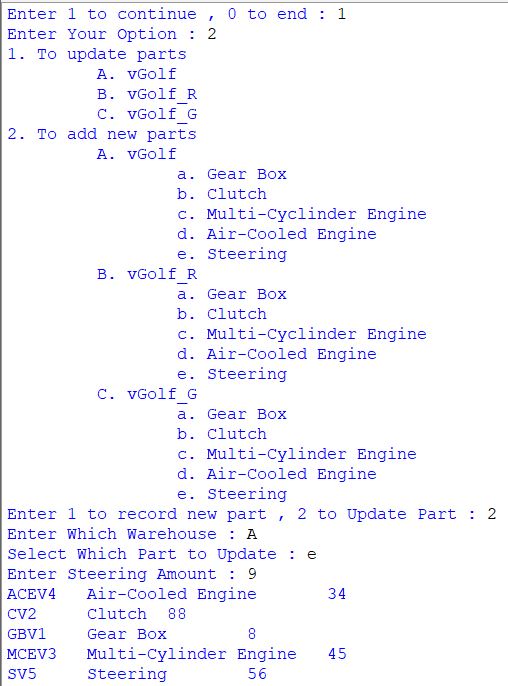 Enter 1 to continue , 0 to end : 1
Enter Your Option : 2
1. To update parts
A. vGolf
B. vGolf_R
C. vGolf_G
2. To add new parts
A. vGolf
a. Gear Box
b. Clutch
c. Multi-Cyclinder Engine
d. Air-Cooled Engine
e. Steering
B. vGolf_R
a. Gear Box
b. Clutch
c. Multi-Cyclinder Engine
d. Air-Cooled Engine
e. Steering
C. vGolf_G
a. Gear Box
b. Clutch
c. Multi-Cylinder Engine
d. Air-Cooled Engine
e. Steering
Enter 1 to record new part , 2 to Update Part : 2
Enter Which Warehouse : A
Select Which Part to Update : e
Enter Steering Amount : 9
ACEV4 Air-Cooled Engine 34
CV2 Clutch 88
GBV1 Gear Box 8
MCEV3 Multi-Cylinder Engine 45
SV5 Steering 56